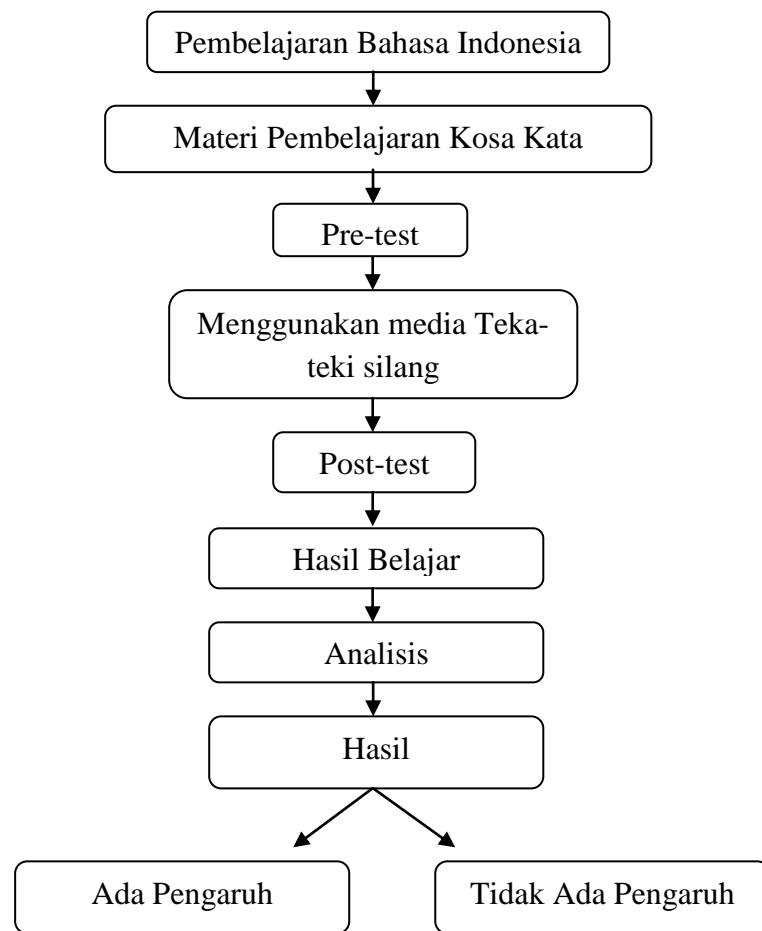 Pembelajaran Bahasa Indonesia
Materi Pembelajaran Kosa Kata
Pre-test
Menggunakan media Teka-
teki silang
Post-test
Hasil Belajar
Analisis
Hasil
Ada Pengaruh
Tidak Ada Pengaruh